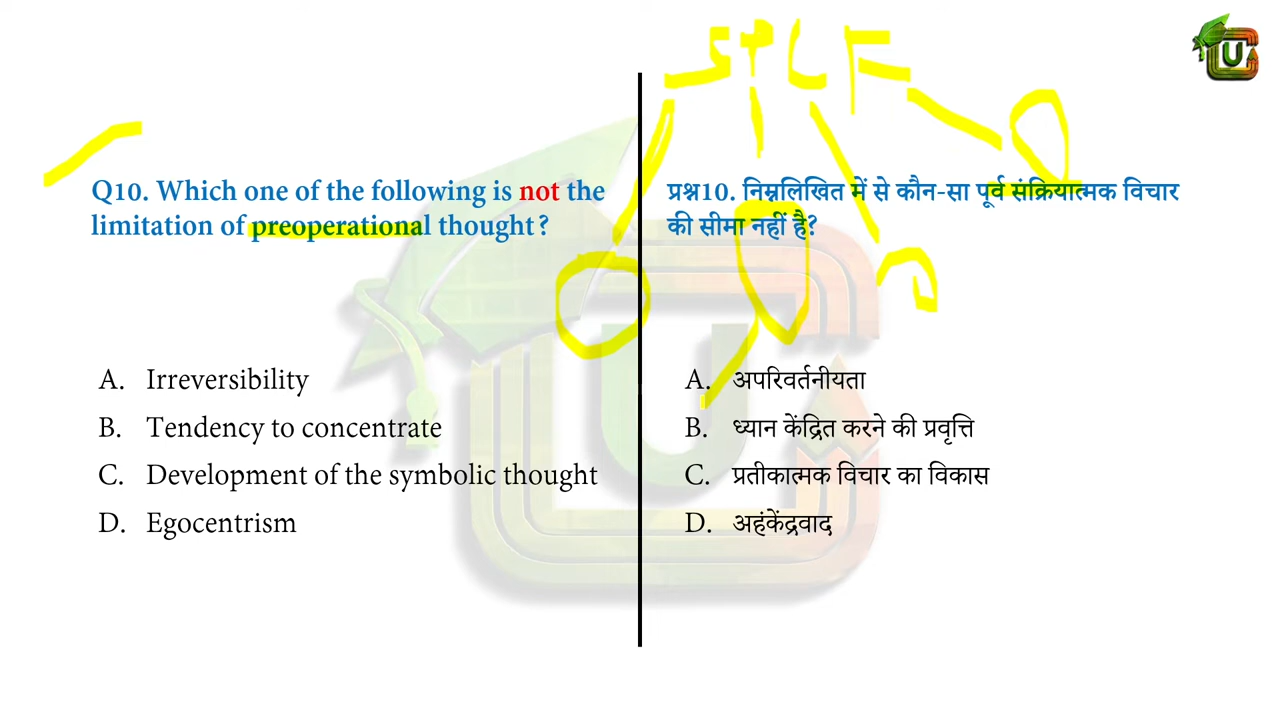 SPCF
Q10. Which one of the following is not the
limitation of preoperational thought?
A. Irreversibility
B. Tendency to concentrate
C. Development of the symbolic thought
D. Egocentrism
प्रश्न10. निम्नलिखित में से कौन-सा पूर्व संक्रियात्मक विचार
की सीमा नहीं है?
A. अपरिवर्तनीयता
B. ध्यान केंद्रित करने की प्रवृत्ति
C. प्रतीकात्मक विचार का विकास
D. अहंकेंद्रवाद
U